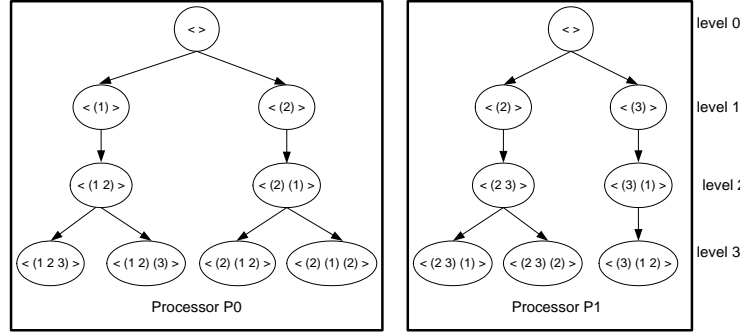 < > < > level 0
< (1) > < (2) > < (2) > < (3) > level 1
< (1 2) > < (2) (1) > < (2 3) > < (3) (1) > level 2
< (1 2 3) > < (1 2) (3) > < (2) (1 2) > < (2) (1) (2) > < (2 3) (1) > < (2 3) (2) > < (3) (1 2) > level 3
Processor P0 Processor P1